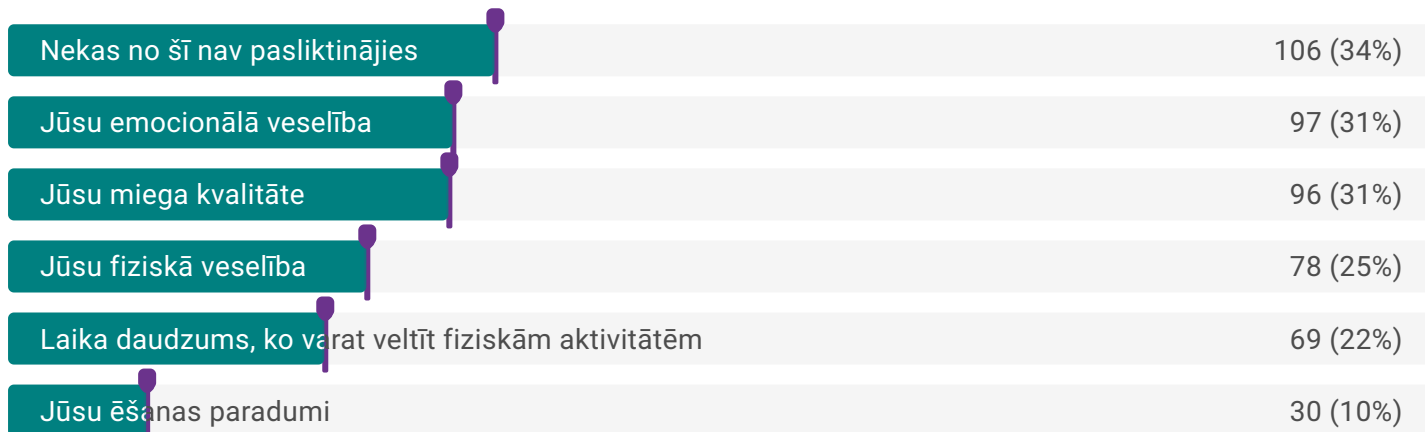 Nekas no šī nav pasliktinājies 106 (34%)
Jūsu emocionālā veselība 97 (31%)
Jūsu miega kvalitāte 96 (31%)
Jūsu fiziskā veselība 78 (25%)
Laika daudzums, ko varat veltīt fiziskām aktivitātēm 69 (22%)
Jūsu ēšanas paradumi 30 (10%)